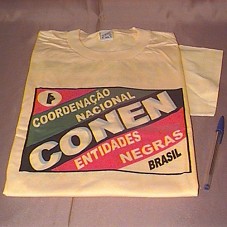 COORDENAÇÃO
NACIONAL
CONEN
ENTIDADES
NEGRAS
BRASIL